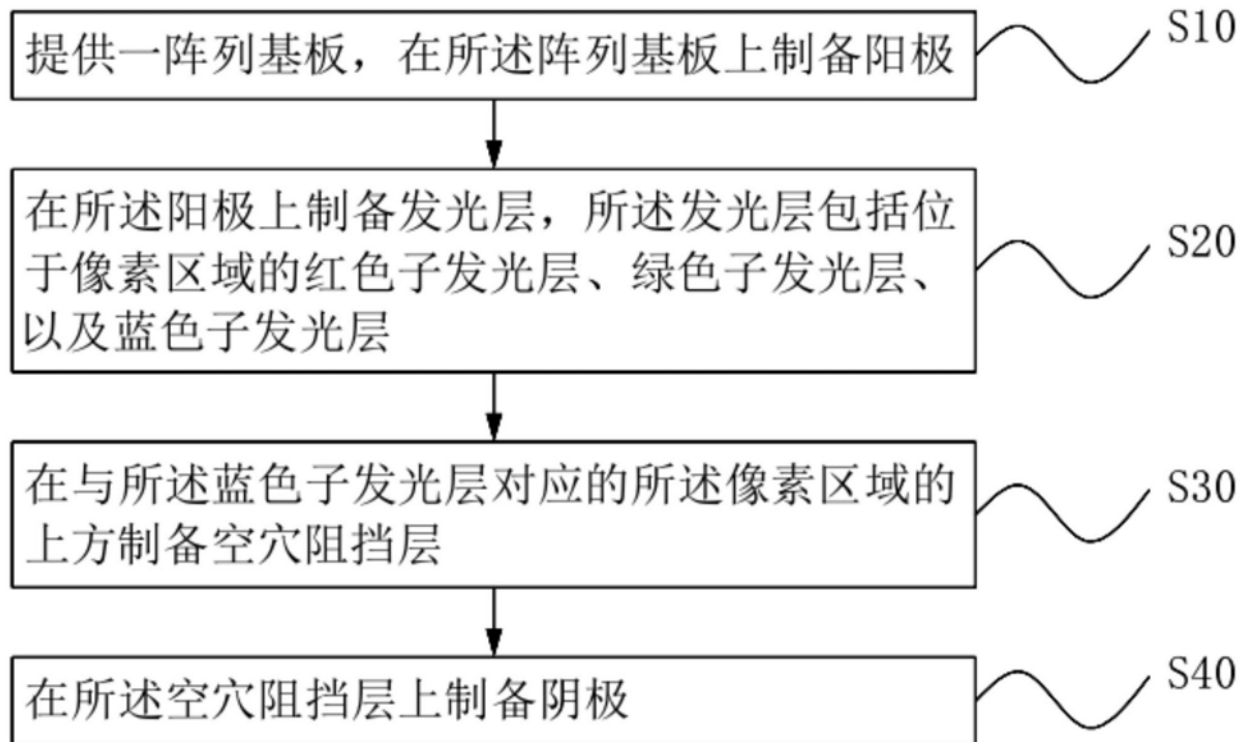 提供一阵列基板，在所述阵列基板上制备阳极
S10
在所述阳极上制备发光层，所述发光层包括位
于像素区域的红色子发光层、绿色子发光层、
以及蓝色子发光层
S20
在与所述蓝色子发光层对应的所述像素区域的
上方制备空穴阻挡层
S30
在所述空穴阻挡层上制备阴极
S40